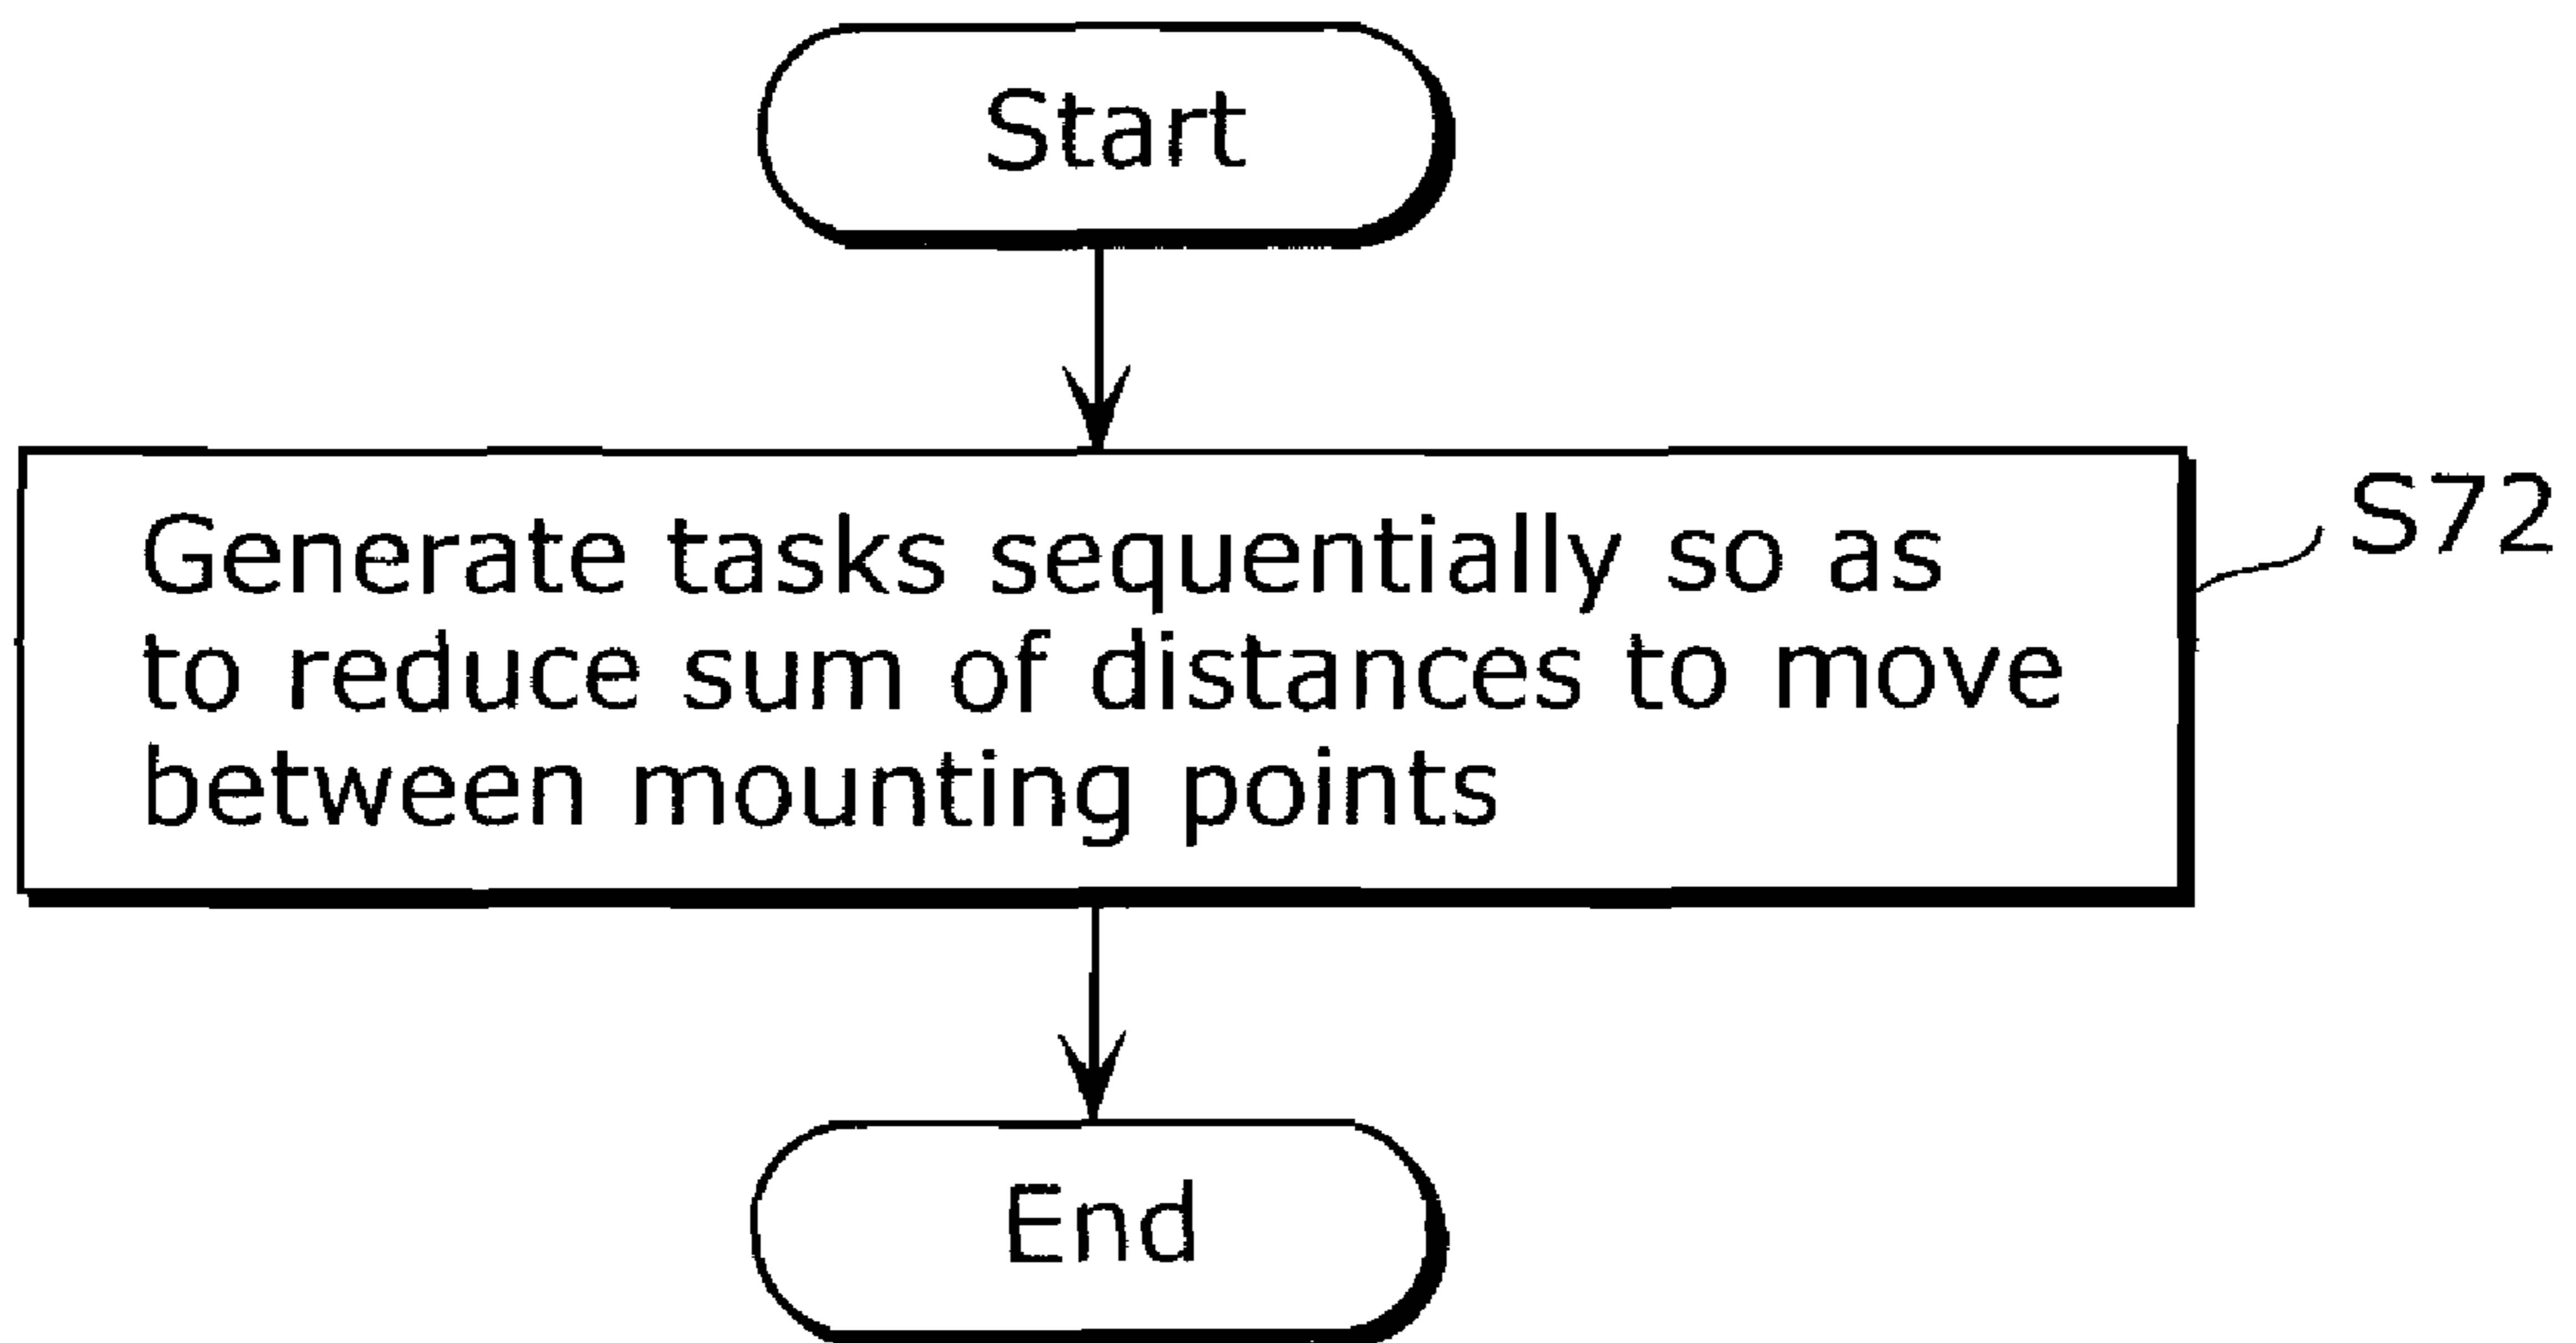 Start
Generate tasks sequentially so as
to reduce sum of distances to move
between mounting points
S72
End